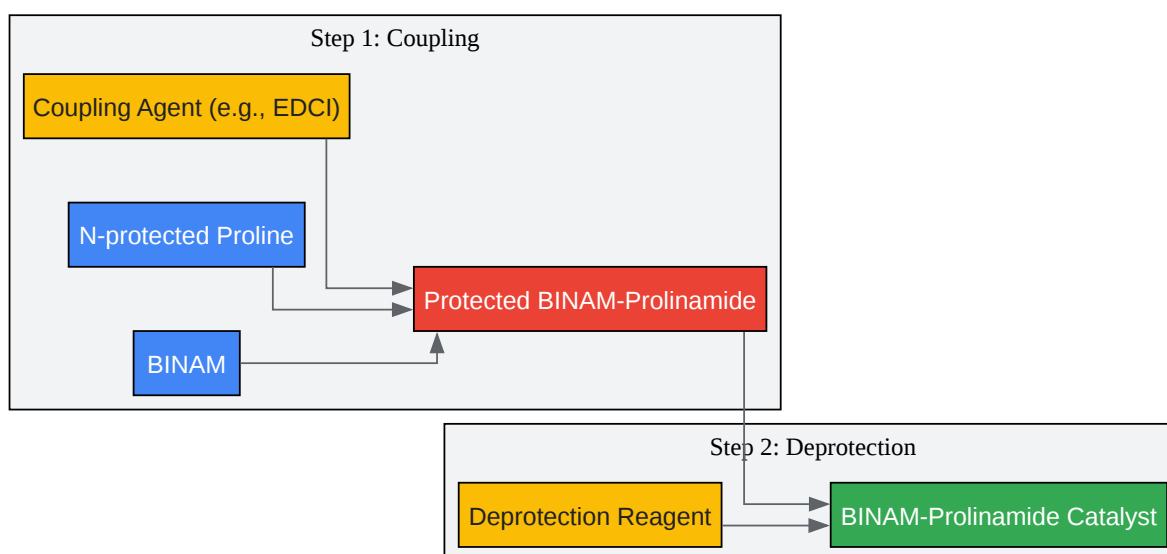 Step 1: Coupling
Coupling Agent (e.g., EDCI)
N-protected Proline
Protected BINAM-Prolinamide
BINAM
Step 2: Deprotection
Deprotection Reagent
BINAM-Prolinamide Catalyst